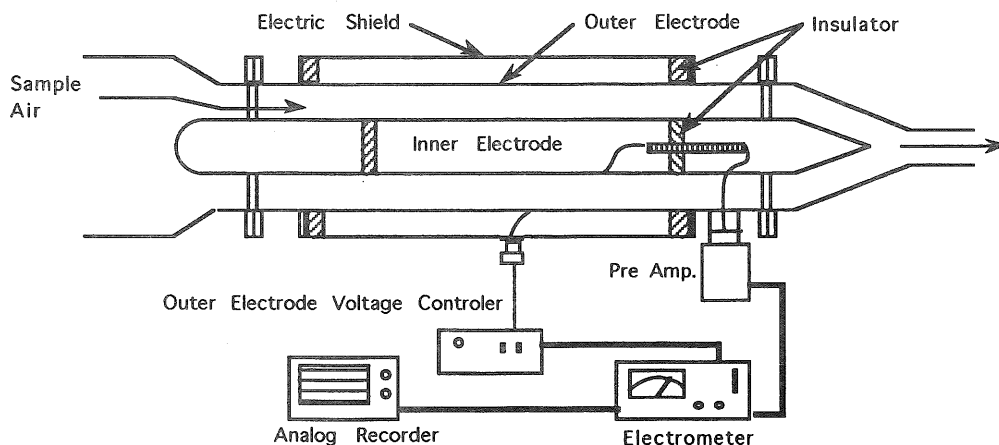 Electric Shield
Outer Electrode
Insulator
Sample
Air
Inner Electrode
Pre Amp.
Outer Electrode Voltage Controler
Analog Recorder
Electrometer